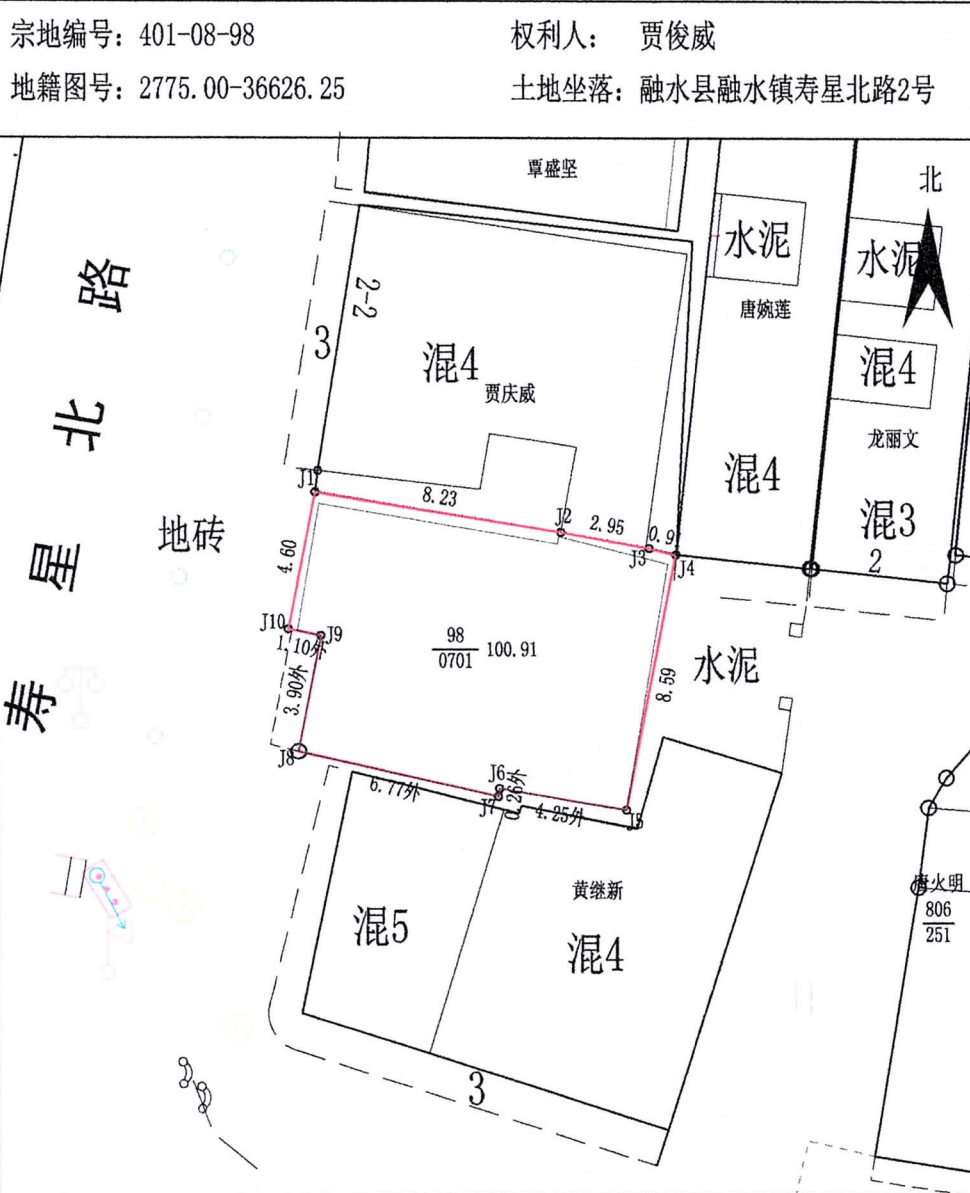 宗地编号: 401-08-98
权利人: 贾俊威
地籍图号: 2775.00-36626.25
土地坐落: 融水县融水镇寿星北路2号
覃盛坚
北
水泥
水泥
路
2-2
唐婉莲
3
混4
混4
贾庆威
北
龙丽文
混4
J1
8.23
混3
地砖
J2
2.95
0.9
J3
J4
2
星
4.60
J10
J9
1.10外
98
0701
100.91
水泥
3.90外
8.59
寿
J8
J6
6.77外
0.26外
J7
4.25外
J5
黄继新
唐火明
806
251
混5
混4
3